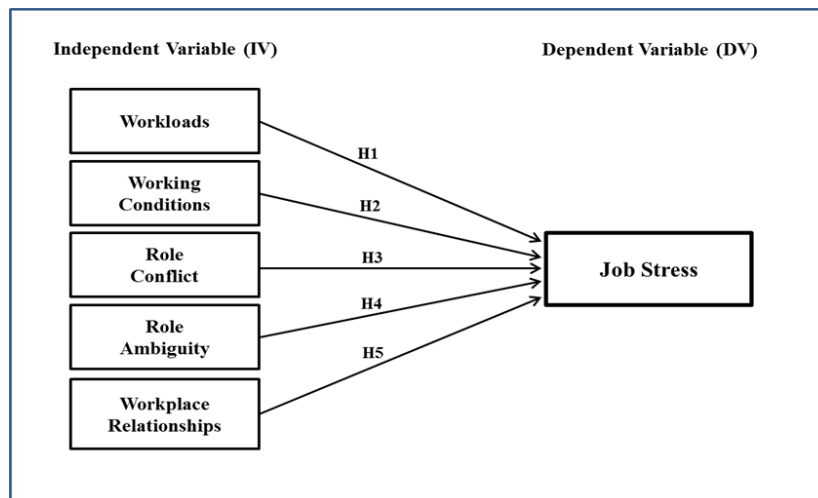 Independent Variable (IV)
Dependent Variable (DV)
Workloads
H1
Working
Conditions
H2
Role
Conflict
H3
Job Stress
Role
Ambiguity
H4
Workplace
Relationships
H5